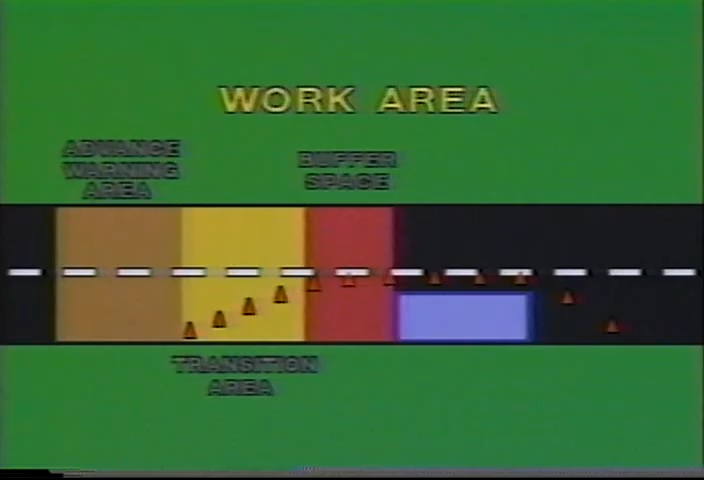 WORK AREA
ADVANCE
WARNING
AREA
BUFFER
SPACE
TRANSITION
AREA